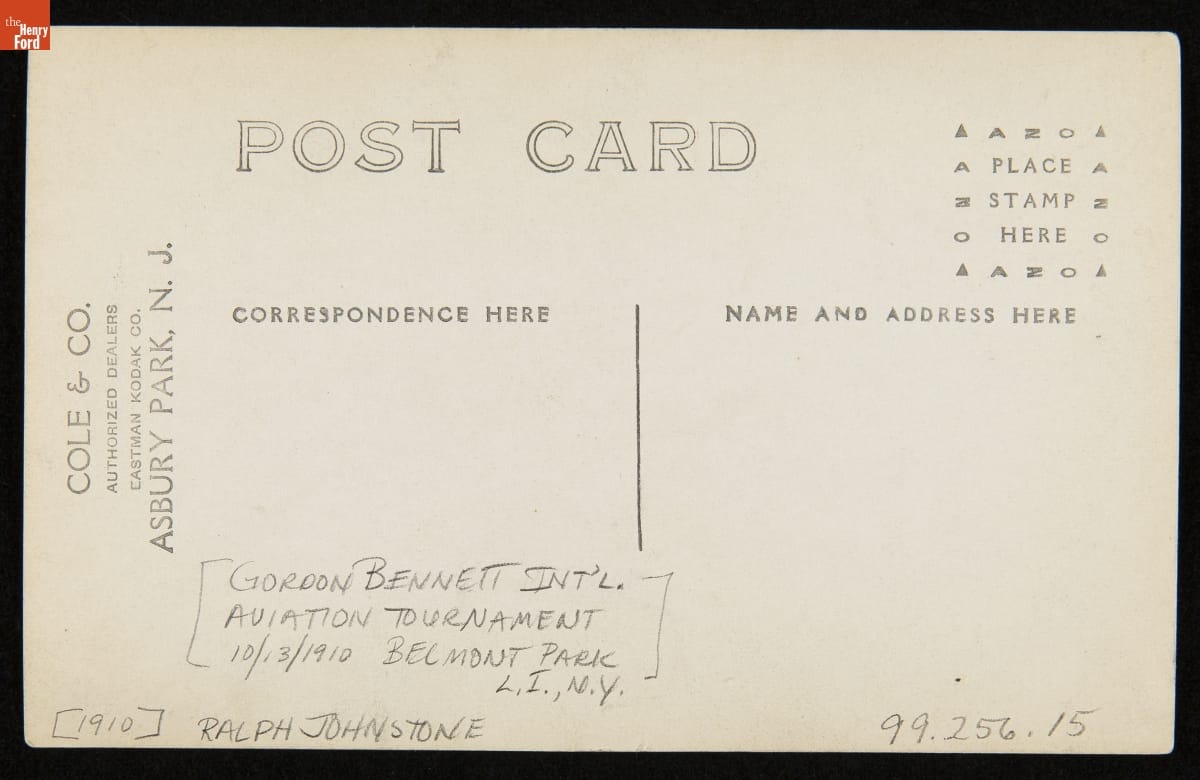 the
Henry
Ford
POST CARD
▲ A Z O ▲
A PLACE A
Z STAMP Z
O HERE O
▲ A Z O ▲
COLE & CO.
AUTHORIZED DEALERS
EASTMAN KODAK CO.
ASBURY PARK, N. J.
CORRESPONDENCE HERE
NAME AND ADDRESS HERE
[GORDON BENNETT INT'L.
AVIATION TOURNAMENT
10/13/1910 BELMONT PARK
L.I., N.Y.]
[1910] RALPH JOHNSTONE
99.256.15